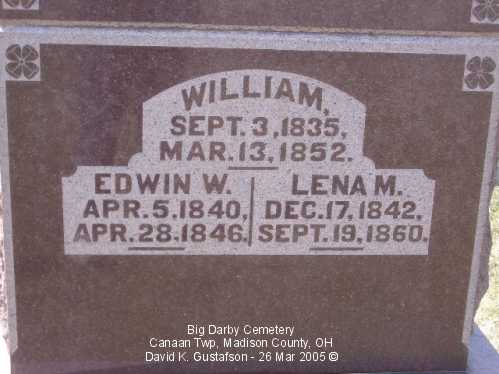 WILLIAM,
SEPT. 3, 1835,
MAR. 13, 1852.
EDWIN W.
APR. 5. 1840,
APR. 28. 1846.
LENA M.
DEC. 17, 1842,
SEPT. 19, 1860.
Big Darby Cemetery
Canaan Twp, Madison County, OH
David K. Gustafson - 26 Mar 2005 ©